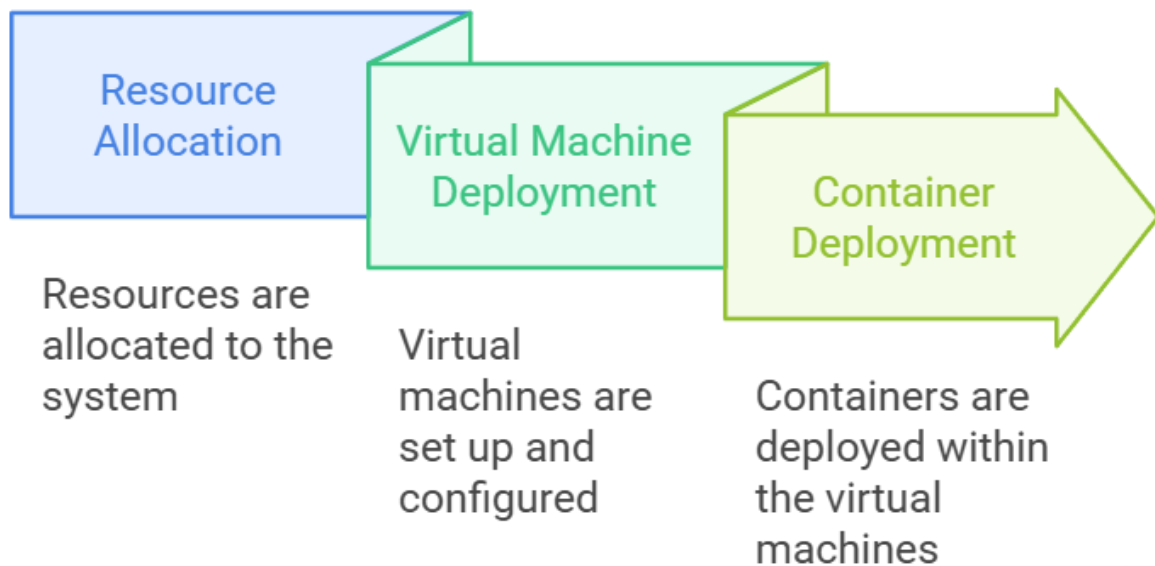 Resource
Allocation
Virtual Machine
Deployment
Container
Deployment
Resources are
allocated to the
system
Virtual
machines are
set up and
configured
Containers are
deployed within
the virtual
machines